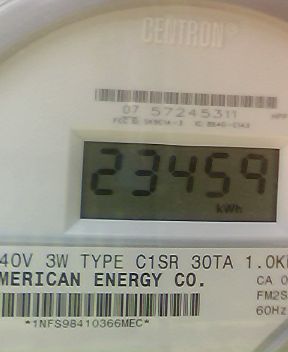 CENTRON®
07 57245311
23459
kWh
40V 3W TYPE C1SR 30TA 1.0K
MERICAN ENERGY CO.
CA 0
FM2S
60Hz
*1NFS98410366MEC*